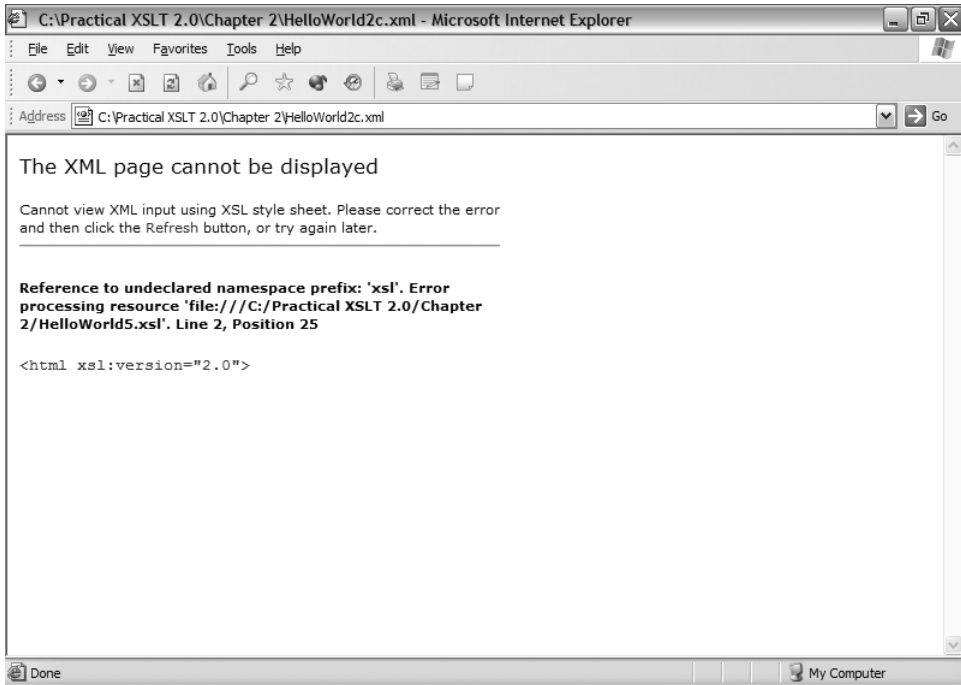 C:\Practical XSLT 2.0\Chapter 2\HelloWorld2c.xml - Microsoft Internet Explorer
File Edit View Favorites Tools Help
Address C:\Practical XSLT 2.0\Chapter 2\HelloWorld2c.xml Go
The XML page cannot be displayed
Cannot view XML input using XSL style sheet. Please correct the error
and then click the Refresh button, or try again later.
Reference to undeclared namespace prefix: 'xsl'. Error
processing resource 'file:///C:/Practical XSLT 2.0/Chapter
2/HelloWorld5.xsl'. Line 2, Position 25
<html xsl:version="2.0">
Done My Computer